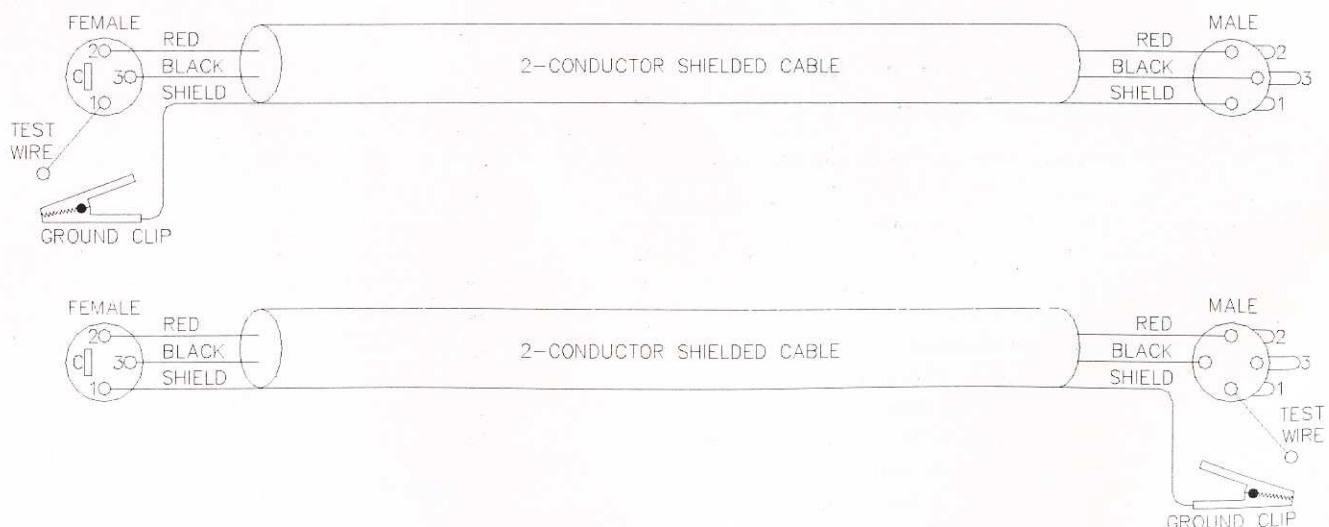 FEMALE
MALE
2 RED
RED 2
C 3 BLACK
2-CONDUCTOR SHIELDED CABLE
BLACK 3
1 SHIELD
SHIELD 1
TEST
WIRE
GROUND CLIP
FEMALE
MALE
2 RED
RED 2
C 3 BLACK
2-CONDUCTOR SHIELDED CABLE
BLACK 3
1 SHIELD
SHIELD 1
TEST
WIRE
GROUND CLIP